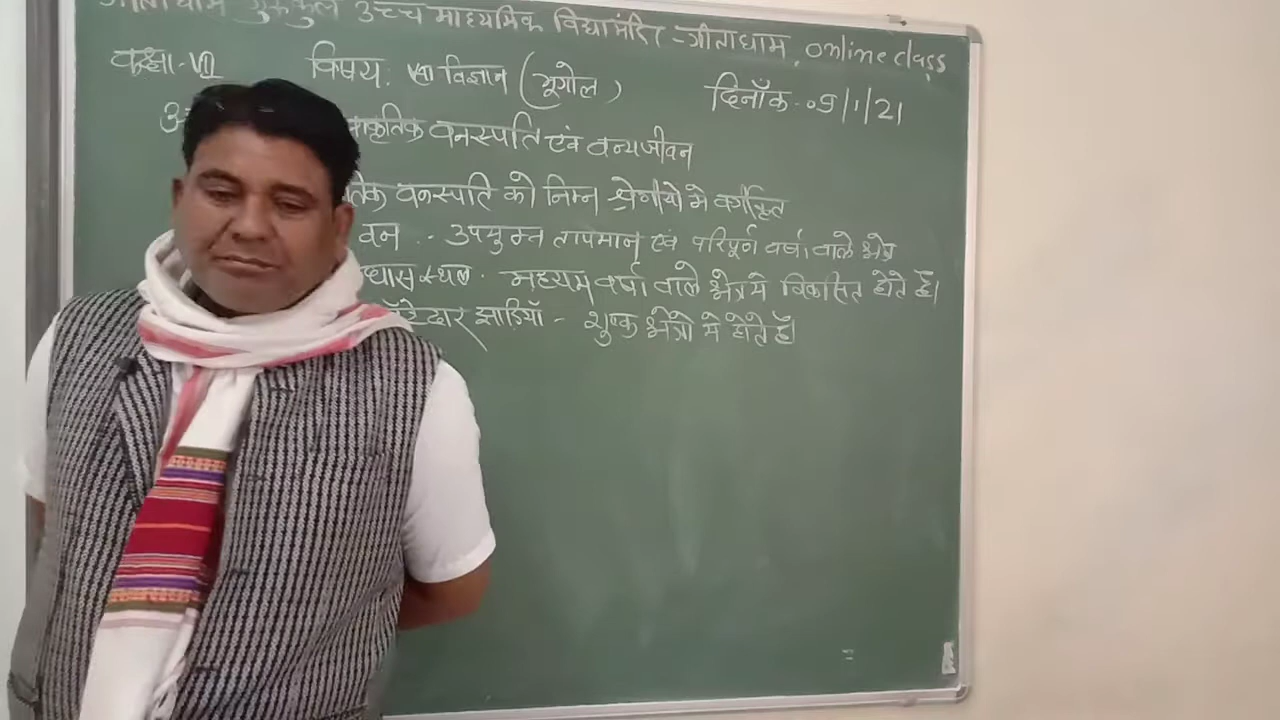 गीताधाम गुरुकुल उच्च माध्यमिक विद्यामंदिर - गीताधाम, online class
कक्षा-VII विषय: सा विज्ञान (भूगोल) दिनाँक-09/1/21
प्राकृतिक वनस्पति एवं वन्यजीवन
वनस्पति को निम्न श्रेणीयो मे वर्गीकृत
वन .. उपयुक्त तापमान एवं परिपूर्ण वर्षा वाले क्षेत्र
घासस्थल - मध्यम वर्षा वाले क्षेत्र मे विकसित होते है।
काँटेदार झाडियाँ - शुष्क क्षेत्रो मे होते है।